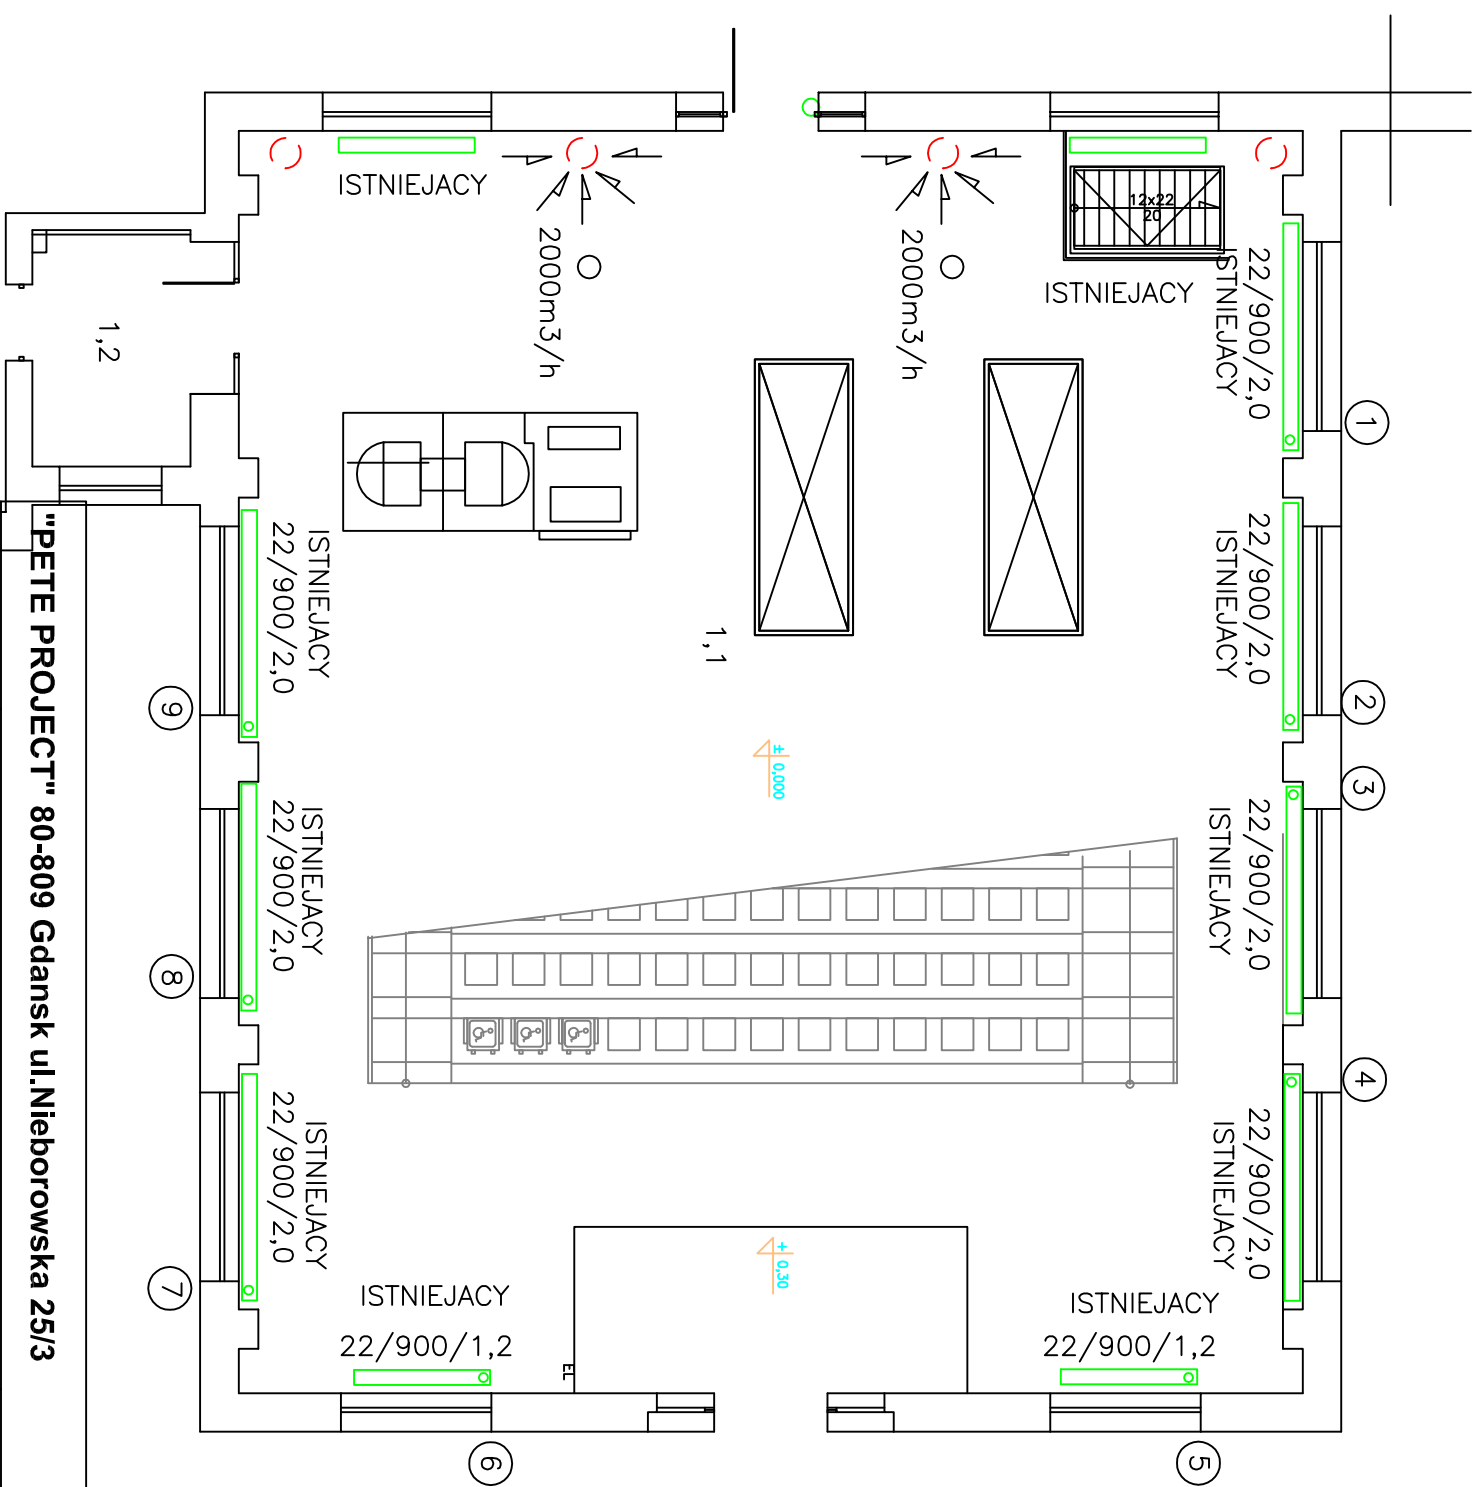 ISTNIEJACY
2000m3/h
2000m3/h
12x22
20
ISTNIEJACY
22/900/2,0
ISTNIEJACY
1
1,2
22/900/2,0
ISTNIEJACY
2
ISTNIEJACY
22/900/2,0
9
1,1
± 0,000
3
22/900/2,0
ISTNIEJACY
ISTNIEJACY
22/900/2,0
8
4
22/900/2,0
ISTNIEJACY
ISTNIEJACY
22/900/2,0
7
+ 0,30
ISTNIEJACY
22/900/1,2
EL
ISTNIEJACY
22/900/1,2
6
5
"PETE PROJECT" 80-809 Gdansk ul.Nieborowska 25/3